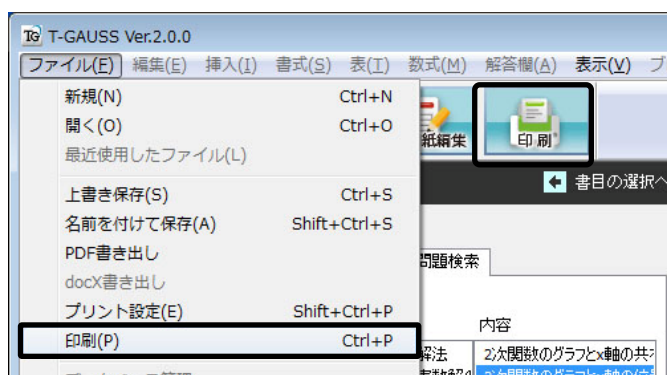 T-GAUSS Ver.2.0.0
ファイル(F) 編集(E) 挿入(I) 書式(S) 表(T) 数式(M) 解答欄(A) 表示(V)
新規(N) Ctrl+N
開く(O) Ctrl+O
最近使用したファイル(L)
紙編集 印刷
上書き保存(S) Ctrl+S
書目の選択へ
名前を付けて保存(A) Shift+Ctrl+S
PDF書き出し
問題検索
docX書き出し
プリント設定(E) Shift+Ctrl+P
内容
印刷(P) Ctrl+P
解法 2次関数のグラフとx軸の共